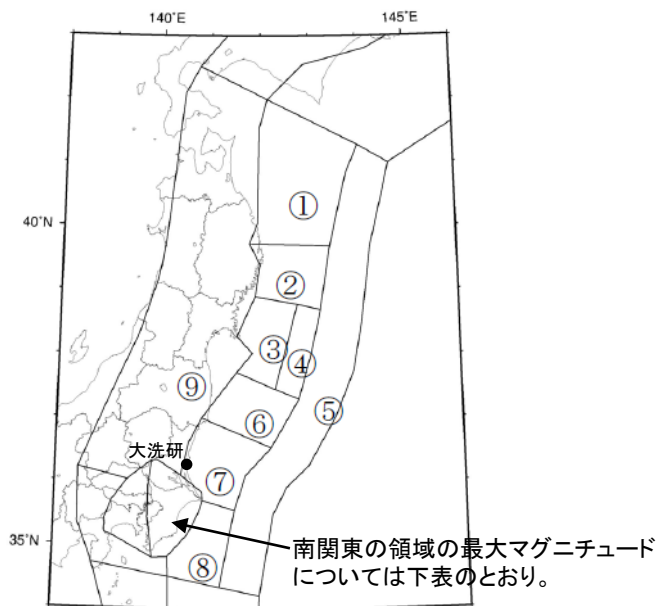 140˚E
145˚E
①
40˚N
②
③
④
⑨
⑤
⑥
大洗研
⑦
35˚N
南関東の領域の最大マグニチュード
については下表のとおり。
⑧